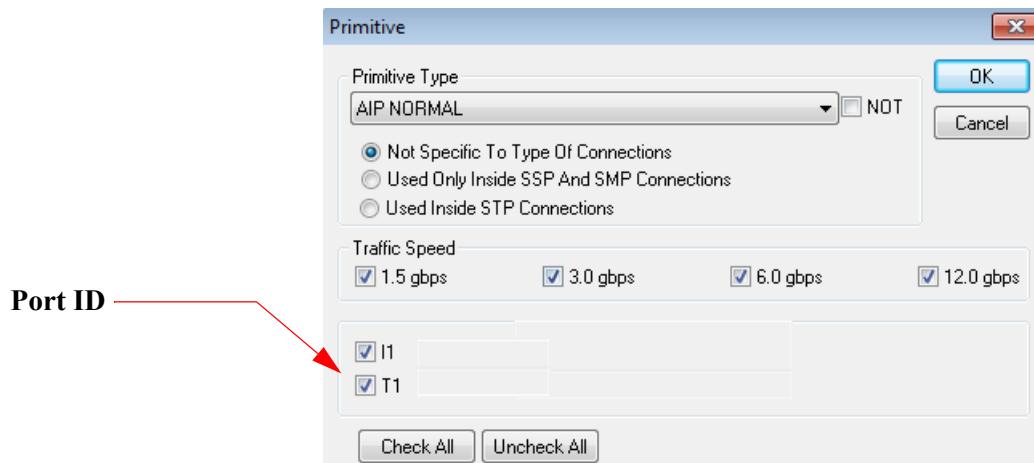 Primitive
Primitive Type
OK
AIP NORMAL
NOT
Cancel
Not Specific To Type Of Connections
Used Only Inside SSP And SMP Connections
Used Inside STP Connections
Traffic Speed
1.5 gbps 3.0 gbps 6.0 gbps 12.0 gbps
Port ID
I1
T1
Check All Uncheck All